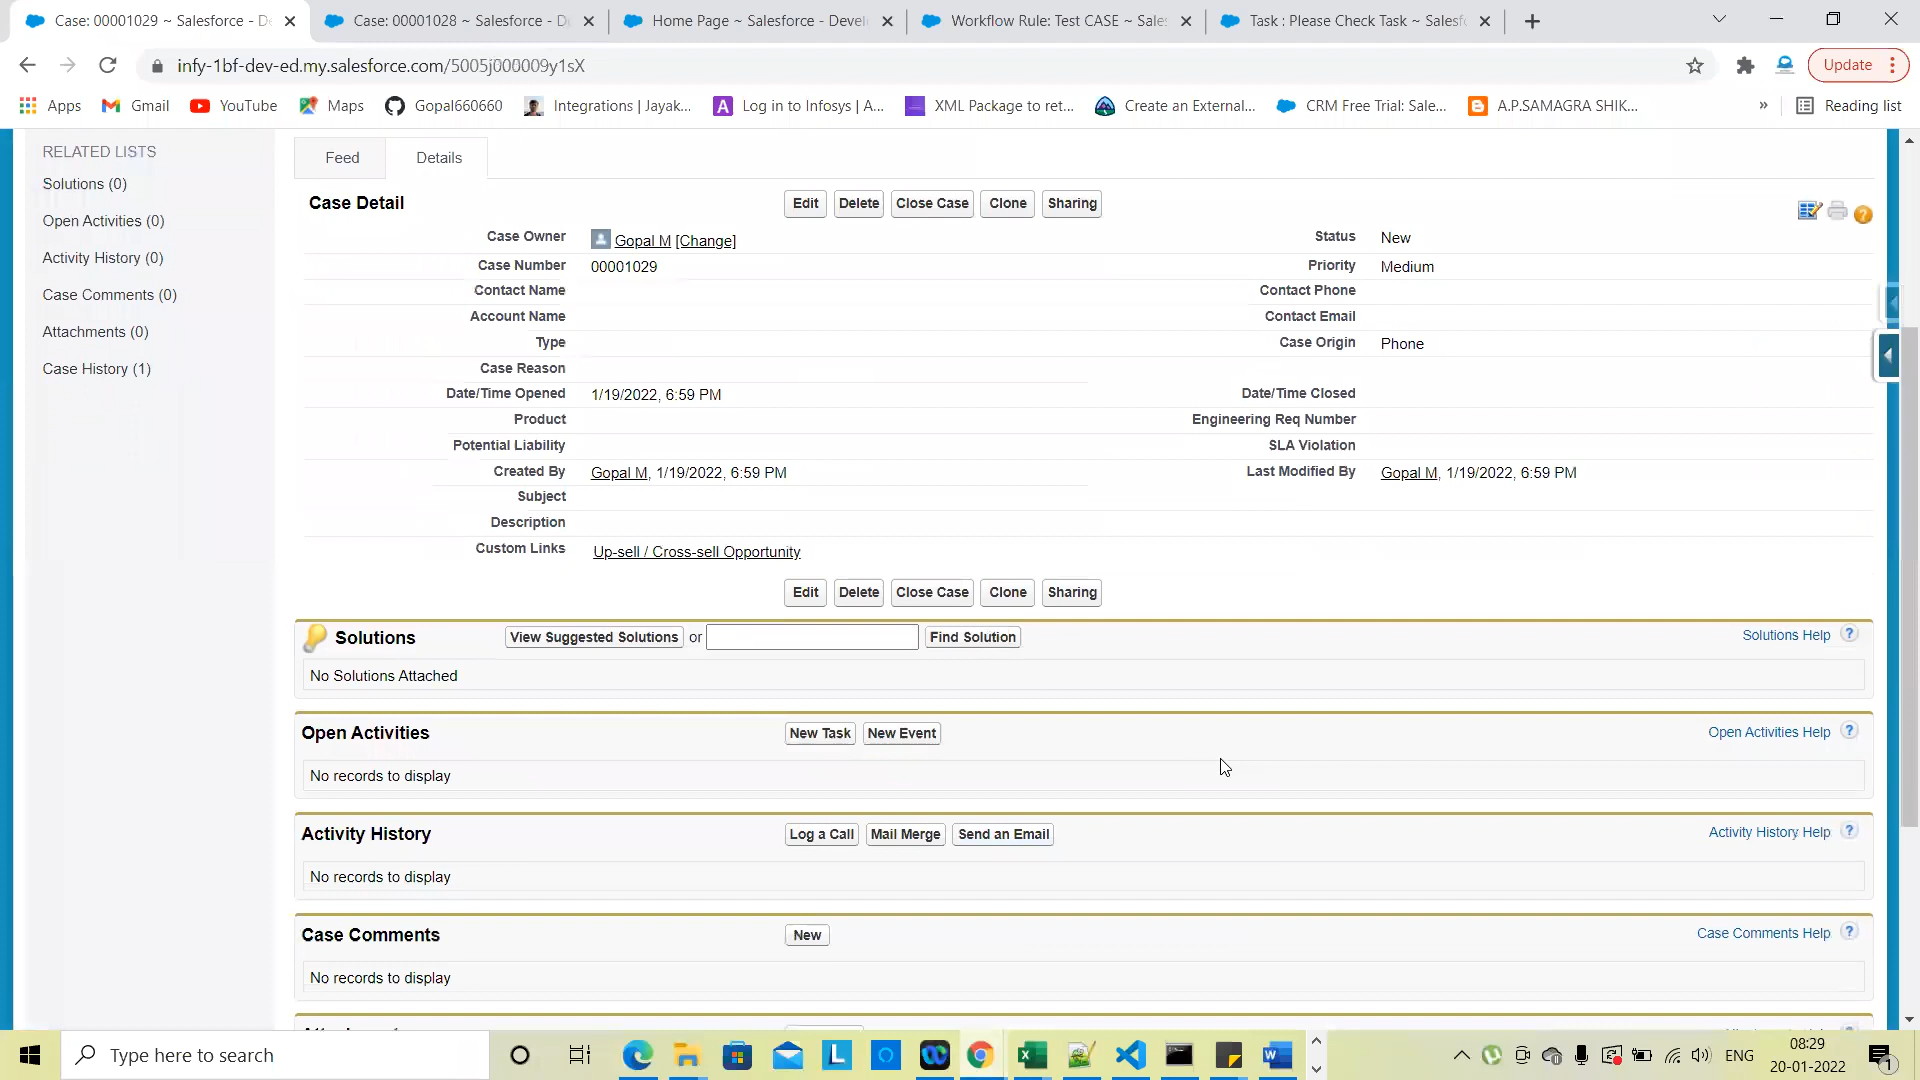 Case: 00001029 ~ Salesforce - De
Case: 00001028 ~ Salesforce - De
Home Page ~ Salesforce - Devel
Workflow Rule: Test CASE ~ Sales
Task : Please Check Task ~ Salesf
infy-1bf-dev-ed.my.salesforce.com/5005j000009y1sX
Update
Apps
Gmail
YouTube
Maps
Gopal660660
Integrations | Jayak...
Log in to Infosys | A...
XML Package to ret...
Create an External...
CRM Free Trial: Sale...
A.P.SAMAGRA SHIK...
»
Reading list
RELATED LISTS
Solutions (0)
Open Activities (0)
Activity History (0)
Case Comments (0)
Attachments (0)
Case History (1)
Feed
Details
Case Detail
Edit
Delete
Close Case
Clone
Sharing
Case Owner
Gopal M [Change]
Status
New
Case Number
00001029
Priority
Medium
Contact Name
Contact Phone
Account Name
Contact Email
Type
Case Origin
Phone
Case Reason
Date/Time Opened
1/19/2022, 6:59 PM
Date/Time Closed
Product
Engineering Req Number
Potential Liability
SLA Violation
Created By
Gopal M, 1/19/2022, 6:59 PM
Last Modified By
Gopal M, 1/19/2022, 6:59 PM
Subject
Description
Custom Links
Up-sell / Cross-sell Opportunity
Edit
Delete
Close Case
Clone
Sharing
Solutions
View Suggested Solutions
or
Find Solution
Solutions Help
?
No Solutions Attached
Open Activities
New Task
New Event
Open Activities Help
?
No records to display
Activity History
Log a Call
Mail Merge
Send an Email
Activity History Help
?
No records to display
Case Comments
New
Case Comments Help
?
No records to display
Type here to search
ENG
08:29
20-01-2022
1